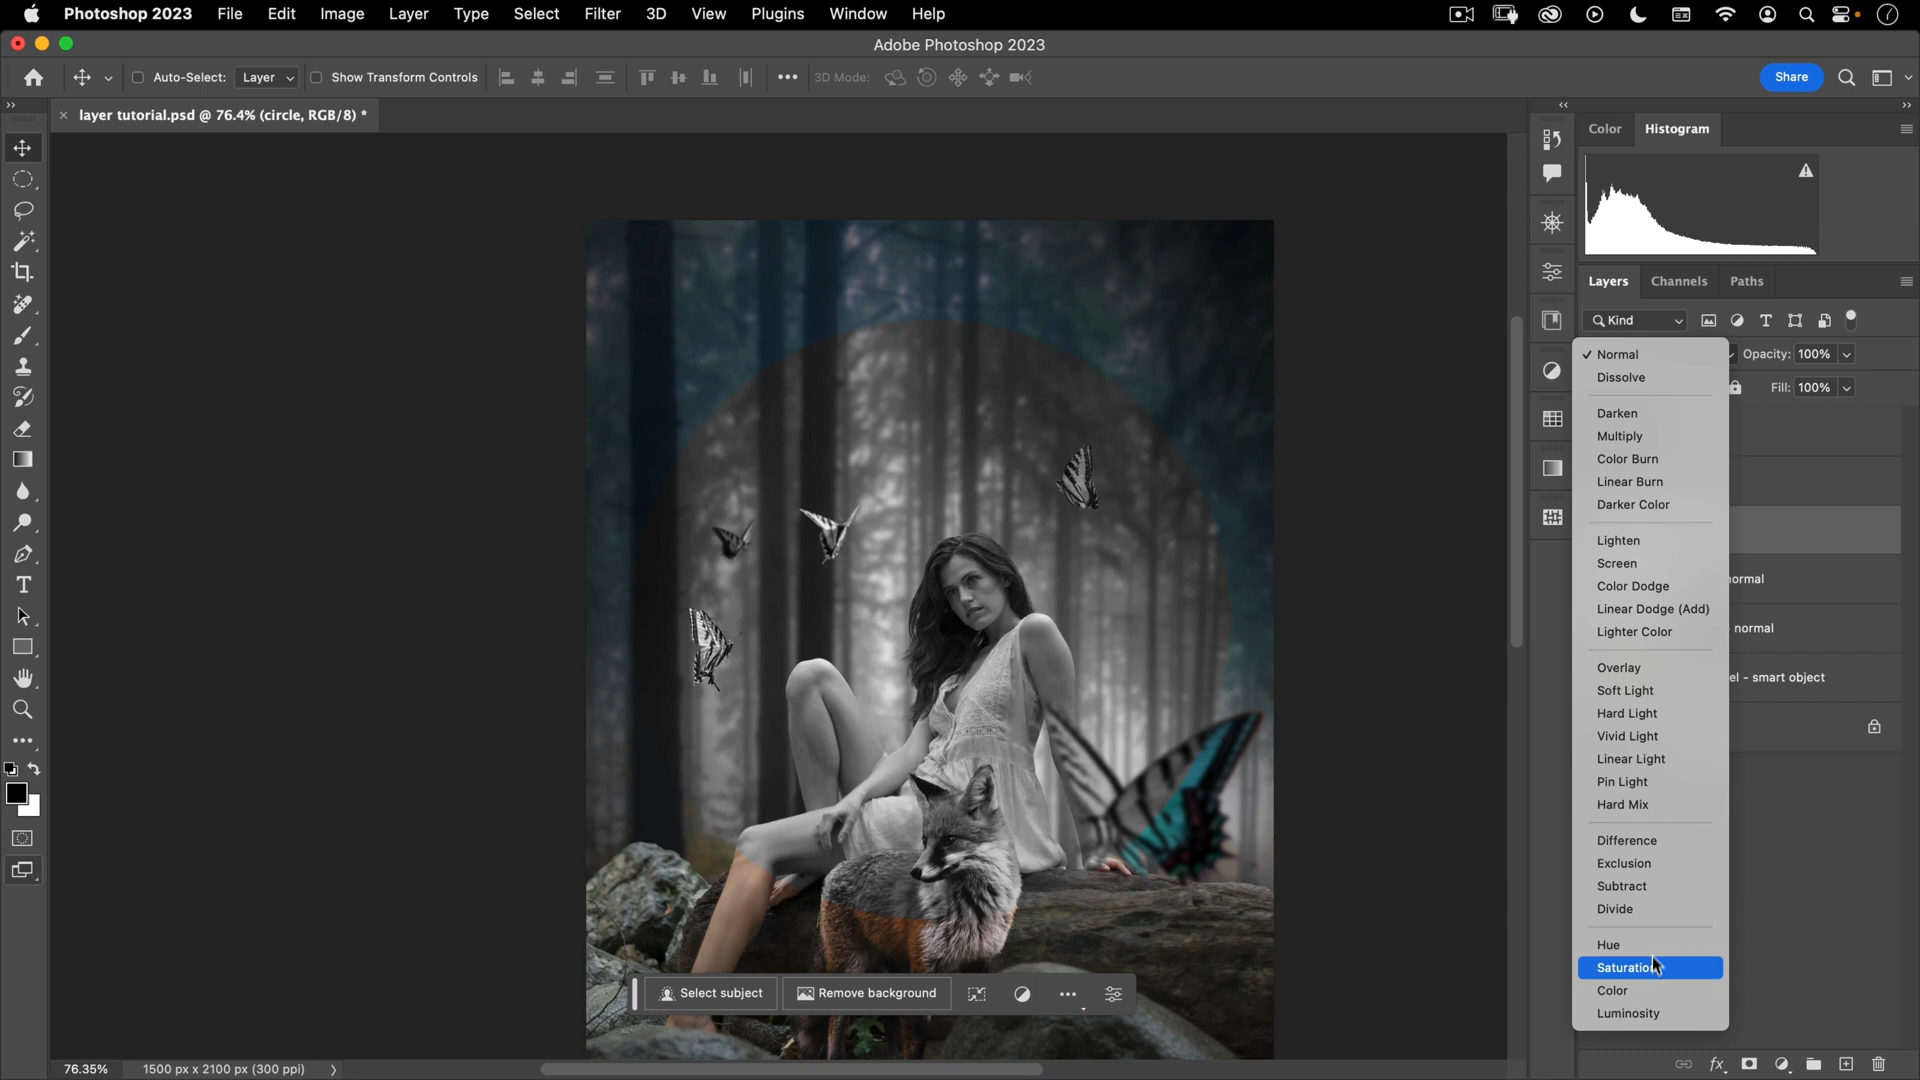 Photoshop 2023 File Edit Image Layer Type Select Filter 3D View Plugins Window Help
Adobe Photoshop 2023
Auto-Select: Layer Show Transform Controls 3D Mode: Share
layer tutorial.psd @ 76.4% (circle, RGB/8) *
Color Histogram
Layers Channels Paths
Kind
Normal Opacity: 100%
Dissolve
Fill: 100%
Darken
Multiply
Color Burn
Linear Burn
Darker Color
Lighten
Screen
Color Dodge
ormal
Linear Dodge (Add)
normal
Lighter Color
Overlay
el - smart object
Soft Light
Hard Light
Vivid Light
Linear Light
Pin Light
Hard Mix
Difference
Exclusion
Subtract
Divide
Hue
Saturation
Color
Luminosity
Select subject Remove background
76.35% 1500 px x 2100 px (300 ppi)
fx